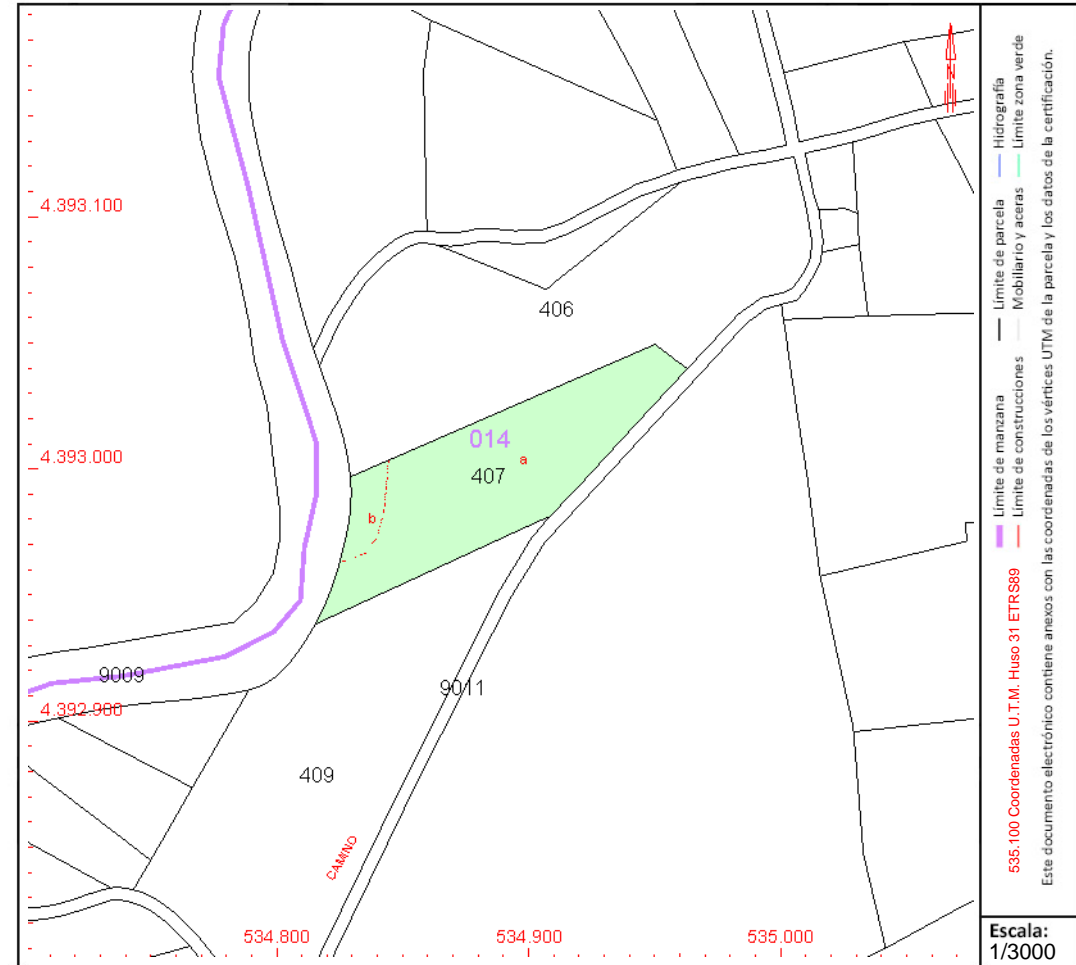 4.393.100
406
4.393.000
014
a
407
b
9009
9011
4.392.900
409
CAMINO
534.800
534.900
535.000
N
535.100 Coordenadas U.T.M. Huso 31 ETRS89
Límite de manzana
Límite de parcela
Hidrografía
Límite de construcciones
Mobiliario y aceras
Límite zona verde
Este documento electrónico contiene anexos con las coordenadas de los vértices UTM de la parcela y los datos de la certificación.
Escala:
1/3000